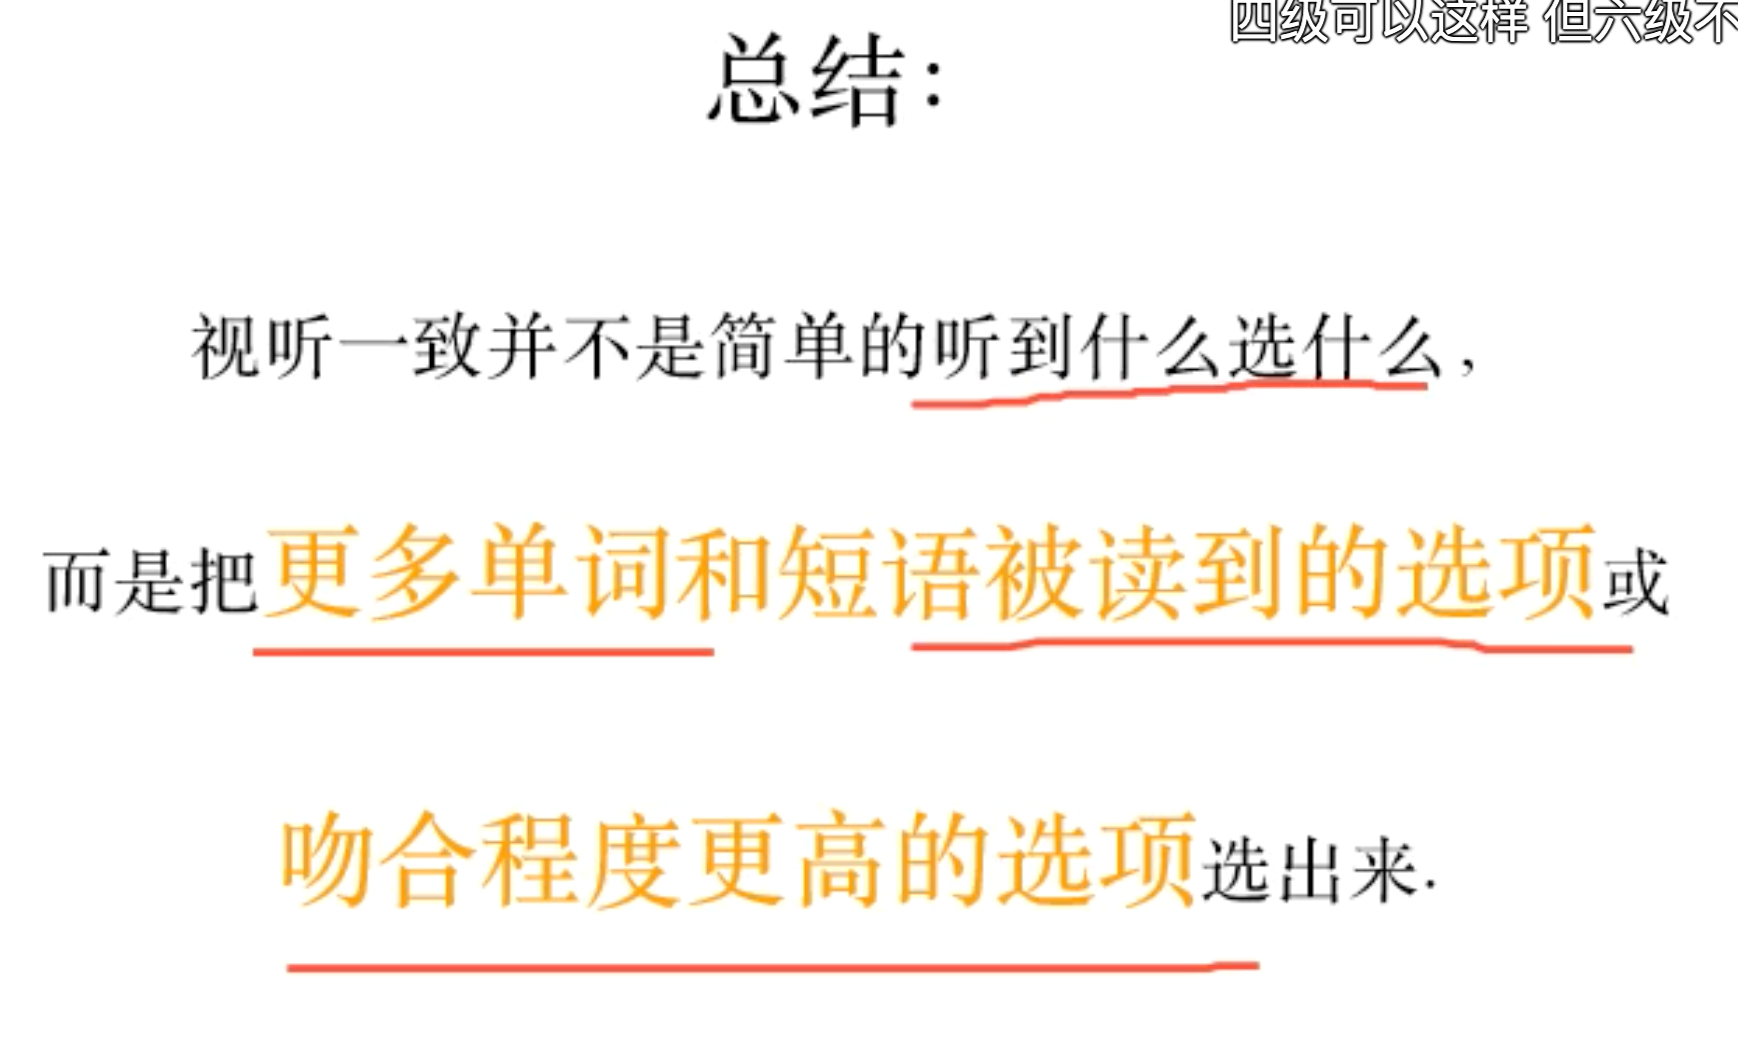 四级可以这样 但六级不
总结：
视听一致并不是简单的听到什么选什么，
而是把更多单词和短语被读到的选项或
吻合程度更高的选项选出来.